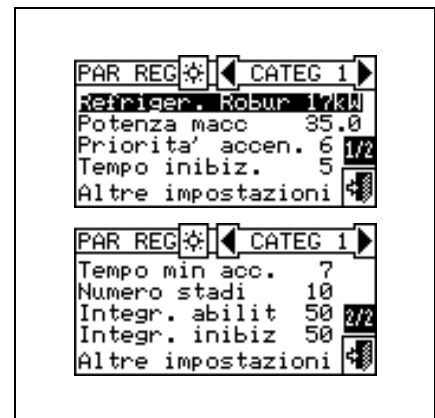 PAR REG CATEG 1
Refriger. Robur 17kW
Potenza macc 35.0
Priorita' accen. 6 1/2
Tempo inibiz. 5
Altre impostazioni
PAR REG CATEG 1
Tempo min acc. 7
Numero stadi 10
Integr. abilit 50 2/2
Integr. inibiz 50
Altre impostazioni